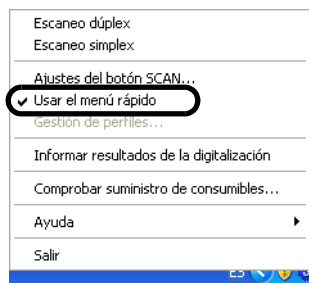 Escaneo dúplex
Escaneo simplex
Ajustes del botón SCAN...
Usar el menú rápido
Gestión de perfiles...
Informar resultados de la digitalización
Comprobar suministro de consumibles...
Ayuda
Salir
ES